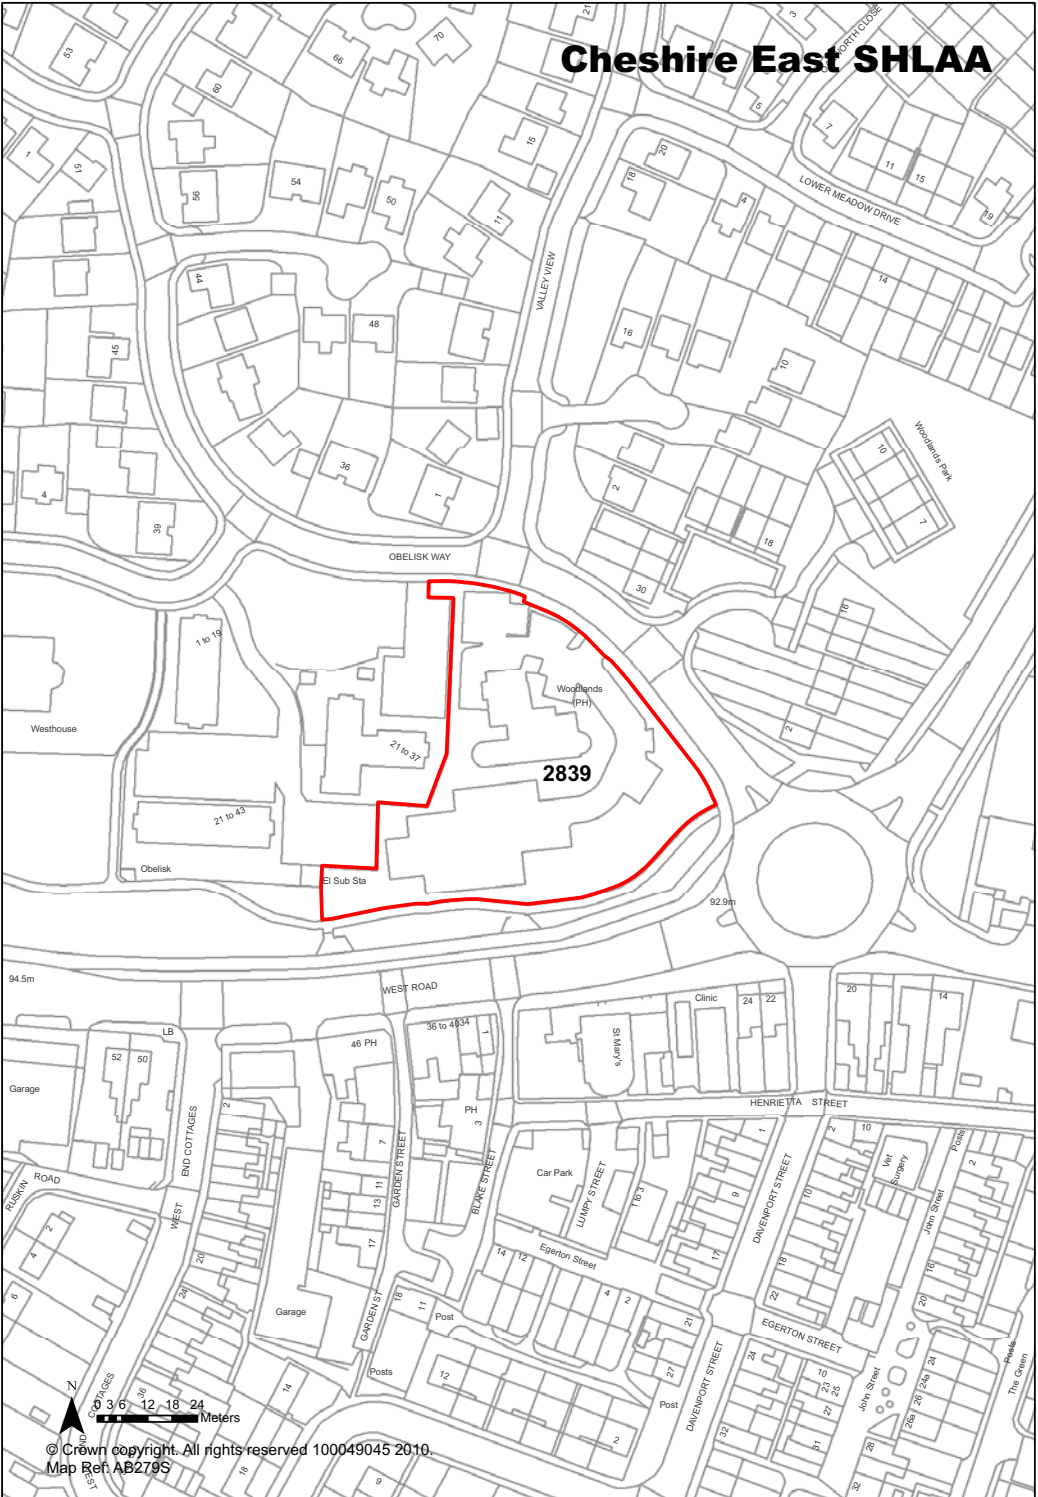 Cheshire East SHLAA
53
60
66
70
21
3
5
7
11
15
19
LOWER MEADOW DRIVE
1
51
56
54
50
15
11
20
18
4
14
VALLEY VIEW
44
48
45
16
10
36
1
2
4
39
18
30
10
7
Woodlands Park
OBELISK WAY
1 to 19
16
2
Woodlands
(PH)
Westhouse
21 to 37
2839
21 to 43
Obelisk
El Sub Sta
92.9m
94.5m
WEST ROAD
LB
52
50
Garage
46 PH
36 to 40
34
1
St Mary's
Clinic
24
22
20
14
HENRIETTA STREET
PH
3
2
END COTTAGES
7
11
13
17
GARDEN STREET
BLAKE STREET
Car Park
LUMPY STREET
1 to 3
1
9
17
DAVENPORT STREET
2
10
10
18
22
Vet
Surgery
Posts
2
John Street
16
20
RUSKIN
ROAD
WEST
2
4
6
20
24
Garage
GARDEN ST
18
11
Post
14
12
Egerton Street
4
2
21
27
Post
EGERTON STREET
DAVENPORT STREET
24
32
10
23
25
27
31
John Street
24
24a
26
26a
28
32
Posts
The Green
Posts
12
14
2
9
18
36
COTTAGES
WEST
N
0 3 6 12 18 24
Meters
© Crown copyright. All rights reserved 100049045 2010.
Map Ref: AB279S